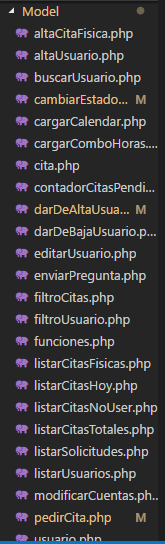 Model
altaCitaFisica.php
altaUsuario.php
buscarUsuario.php
cambiarEstado... M
cargarCalendar.php
cargarComboHoras....
cita.php
contadorCitasPendi...
darDeAltaUsua... M
darDeBajaUsuario.p...
editarUsuario.php
enviarPregunta.php
filtroCitas.php
filtroUsuario.php
funciones.php
listarCitasFisicas.php
listarCitasHoy.php
listarCitasNoUser.php
listarCitasTotales.php
listarSolicitudes.php
listarUsuarios.php
modificarCuentas.ph...
pedirCita.php M
usuario.php